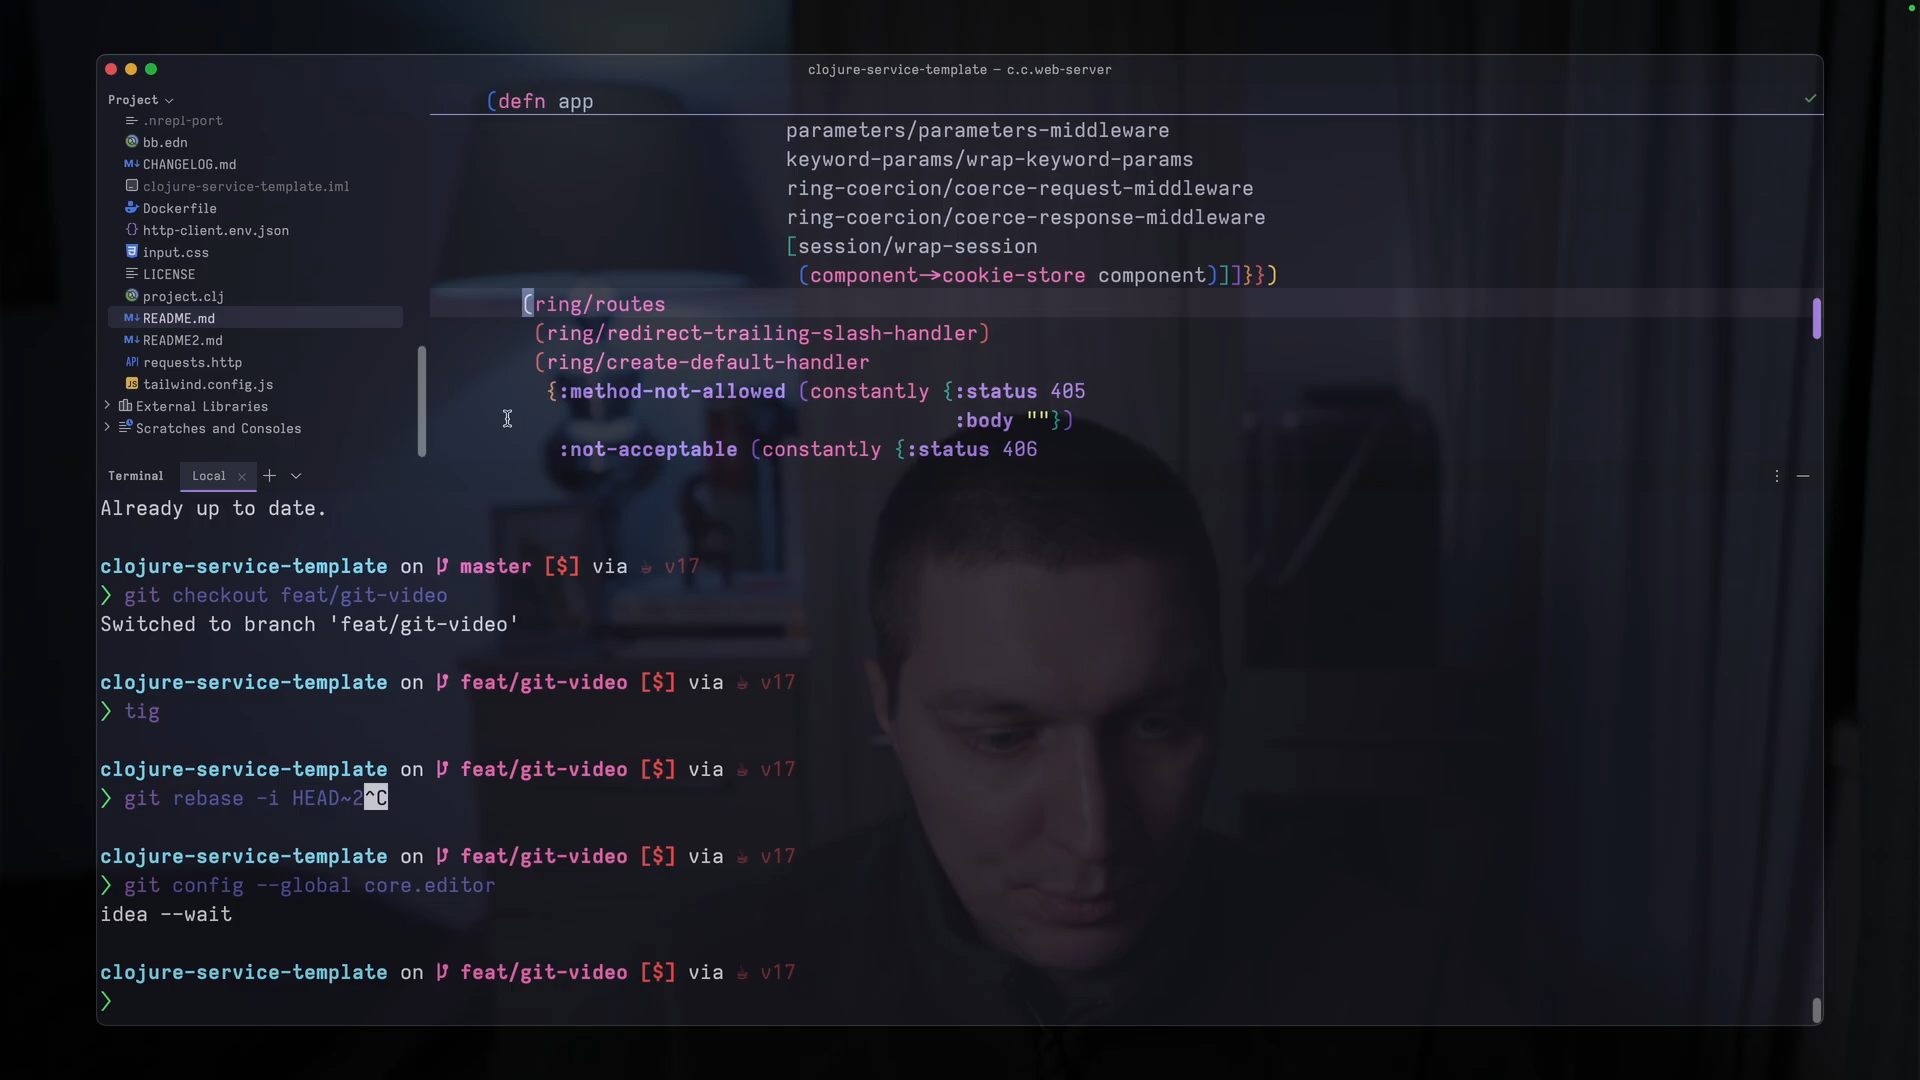 clojure-service-template – c.c.web-server
Project
.nrepl-port
bb.edn
CHANGELOG.md
clojure-service-template.iml
Dockerfile
http-client.env.json
input.css
LICENSE
project.clj
README.md
README2.md
requests.http
tailwind.config.js
External Libraries
Scratches and Consoles
(defn app
parameters/parameters-middleware
keyword-params/wrap-keyword-params
ring-coercion/coerce-request-middleware
ring-coercion/coerce-response-middleware
[session/wrap-session
(component->cookie-store component)]]]}})
(ring/routes
(ring/redirect-trailing-slash-handler)
(ring/create-default-handler
{:method-not-allowed (constantly {:status 405
:body ""})
:not-acceptable (constantly {:status 406
Terminal Local
Already up to date.
clojure-service-template on master [$] via v17
❯ git checkout feat/git-video
Switched to branch 'feat/git-video'
clojure-service-template on feat/git-video [$] via v17
❯ tig
clojure-service-template on feat/git-video [$] via v17
❯ git rebase -i HEAD~2^C
clojure-service-template on feat/git-video [$] via v17
❯ git config --global core.editor
idea --wait
clojure-service-template on feat/git-video [$] via v17
❯